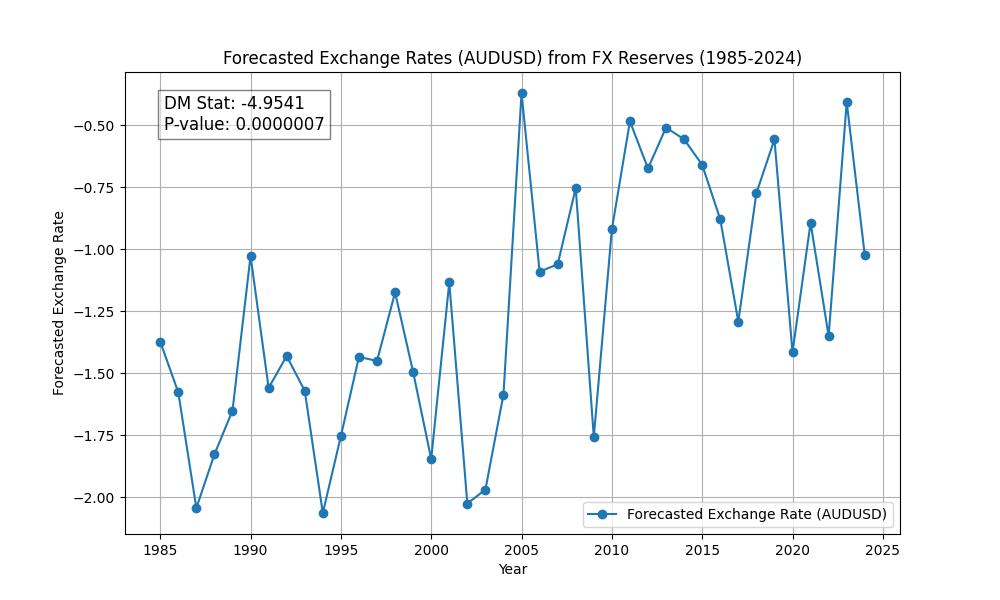 Forecasted Exchange Rates (AUDUSD) from FX Reserves (1985-2024)
DM Stat: -4.9541
P-value: 0.0000007
Forecasted Exchange Rate
−0.50
−0.75
−1.00
−1.25
−1.50
−1.75
−2.00
Forecasted Exchange Rate (AUDUSD)
1985 1990 1995 2000 2005 2010 2015 2020 2025
Year